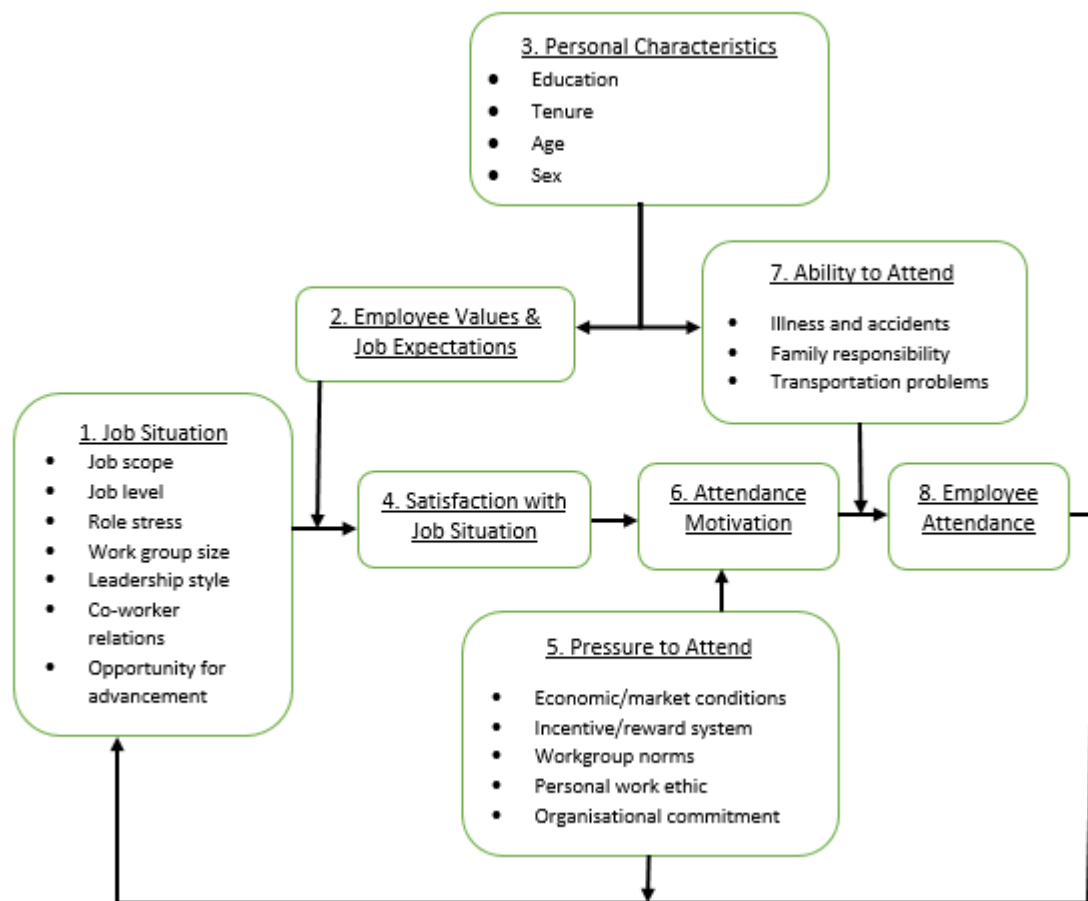 3. Personal Characteristics
• Education
• Tenure
• Age
• Sex
7. Ability to Attend
• Illness and accidents
• Family responsibility
• Transportation problems
2. Employee Values &
Job Expectations
1. Job Situation
• Job scope
• Job level
• Role stress
• Work group size
• Leadership style
• Co-worker
relations
• Opportunity for
advancement
4. Satisfaction with
Job Situation
6. Attendance
Motivation
8. Employee
Attendance
5. Pressure to Attend
• Economic/market conditions
• Incentive/reward system
• Workgroup norms
• Personal work ethic
• Organisational commitment